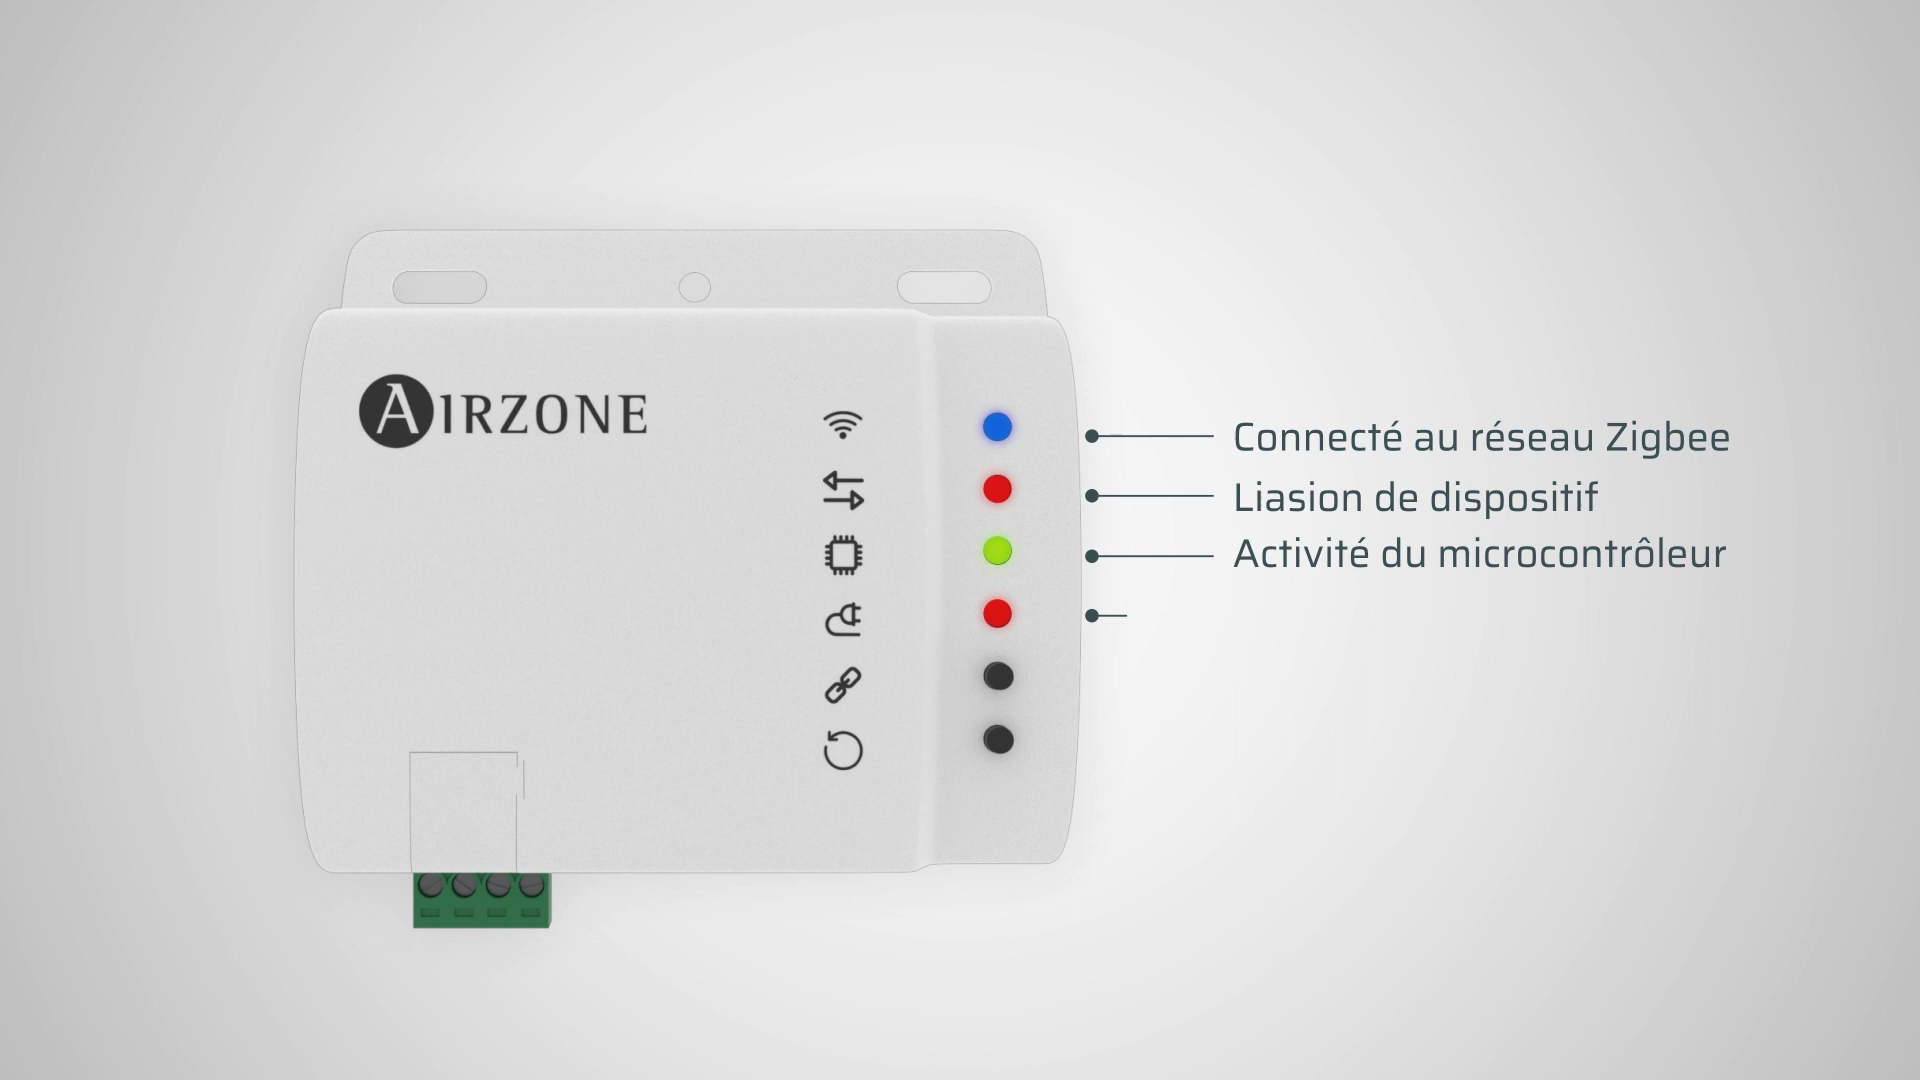 AIRZONE
Connecté au réseau Zigbee
Liasion de dispositif
Activité du microcontrôleur